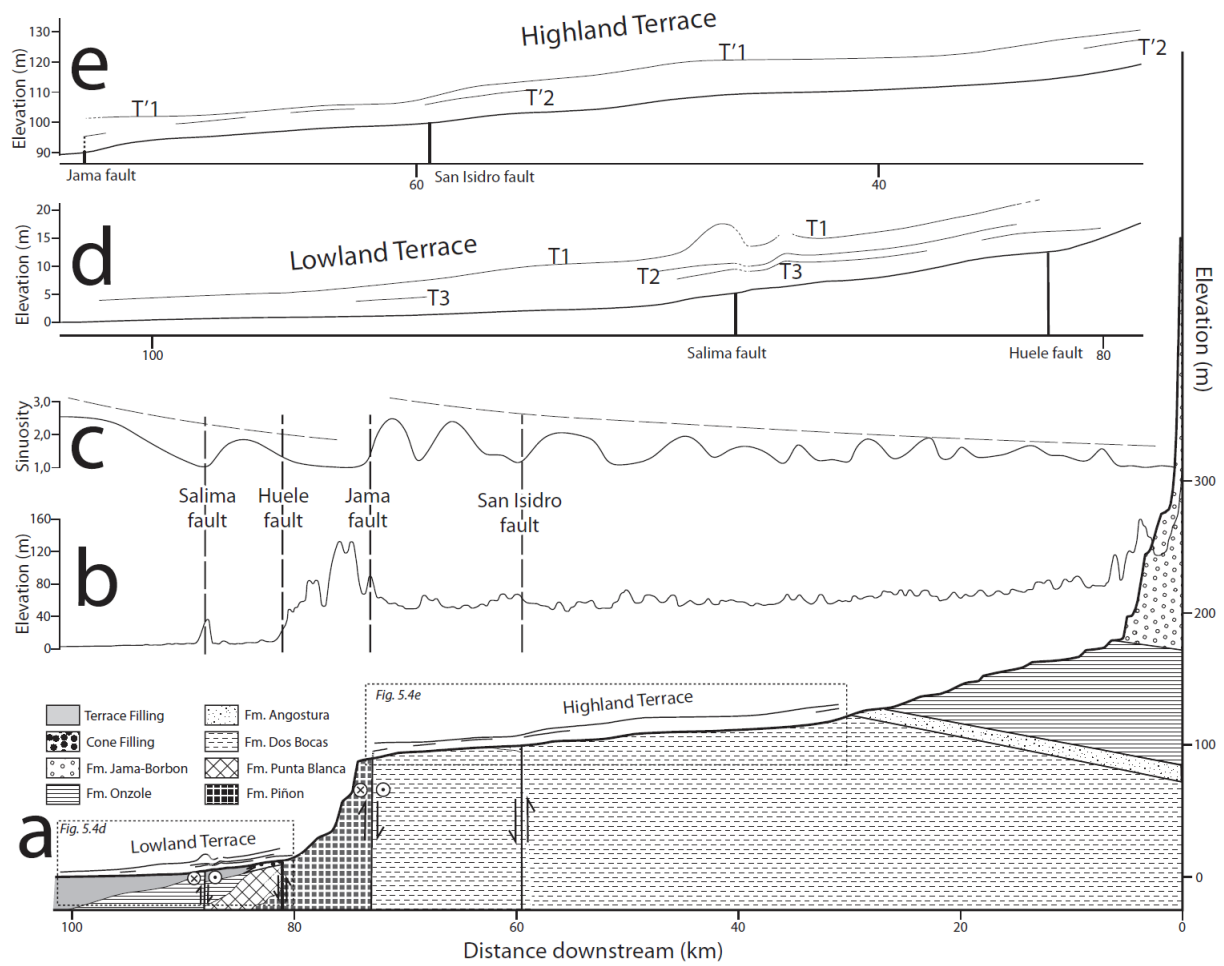 Highland Terrace
e
Elevation (m)
130
120
110
100
90
T'1
T'2
T'1
T'2
Jama fault
60
San Isidro fault
40
d
Elevation (m)
20
15
10
5
0
Lowland Terrace
T1
T1
T2
T3
T3
100
Salima fault
Huele fault
80
c
Sinuosity
3,0
2,0
1,0
Salima
fault
Huele
fault
Jama
fault
San Isidro
fault
b
Elevation (m)
160
120
80
40
0
Elevation (m)
300
200
100
0
a
Terrace Filling
Cone Filling
Fm. Jama-Borbon
Fm. Onzole
Fm. Angostura
Fm. Dos Bocas
Fm. Punta Blanca
Fm. Piñon
Fig. 5.4e
Highland Terrace
Fig. 5.4d
Lowland Terrace
100
80
60
40
20
0
Distance downstream (km)